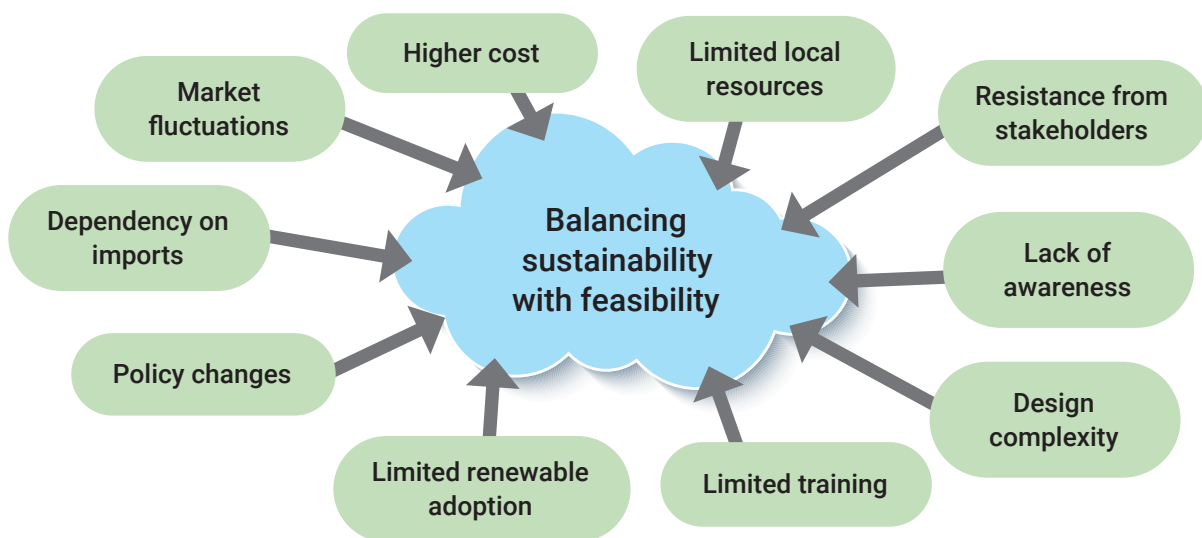 Higher cost
Limited local
resources
Market
fluctuations
Resistance from
stakeholders
Dependency on
imports
Balancing
sustainability
with feasibility
Lack of
awareness
Policy changes
Design
complexity
Limited renewable
adoption
Limited training